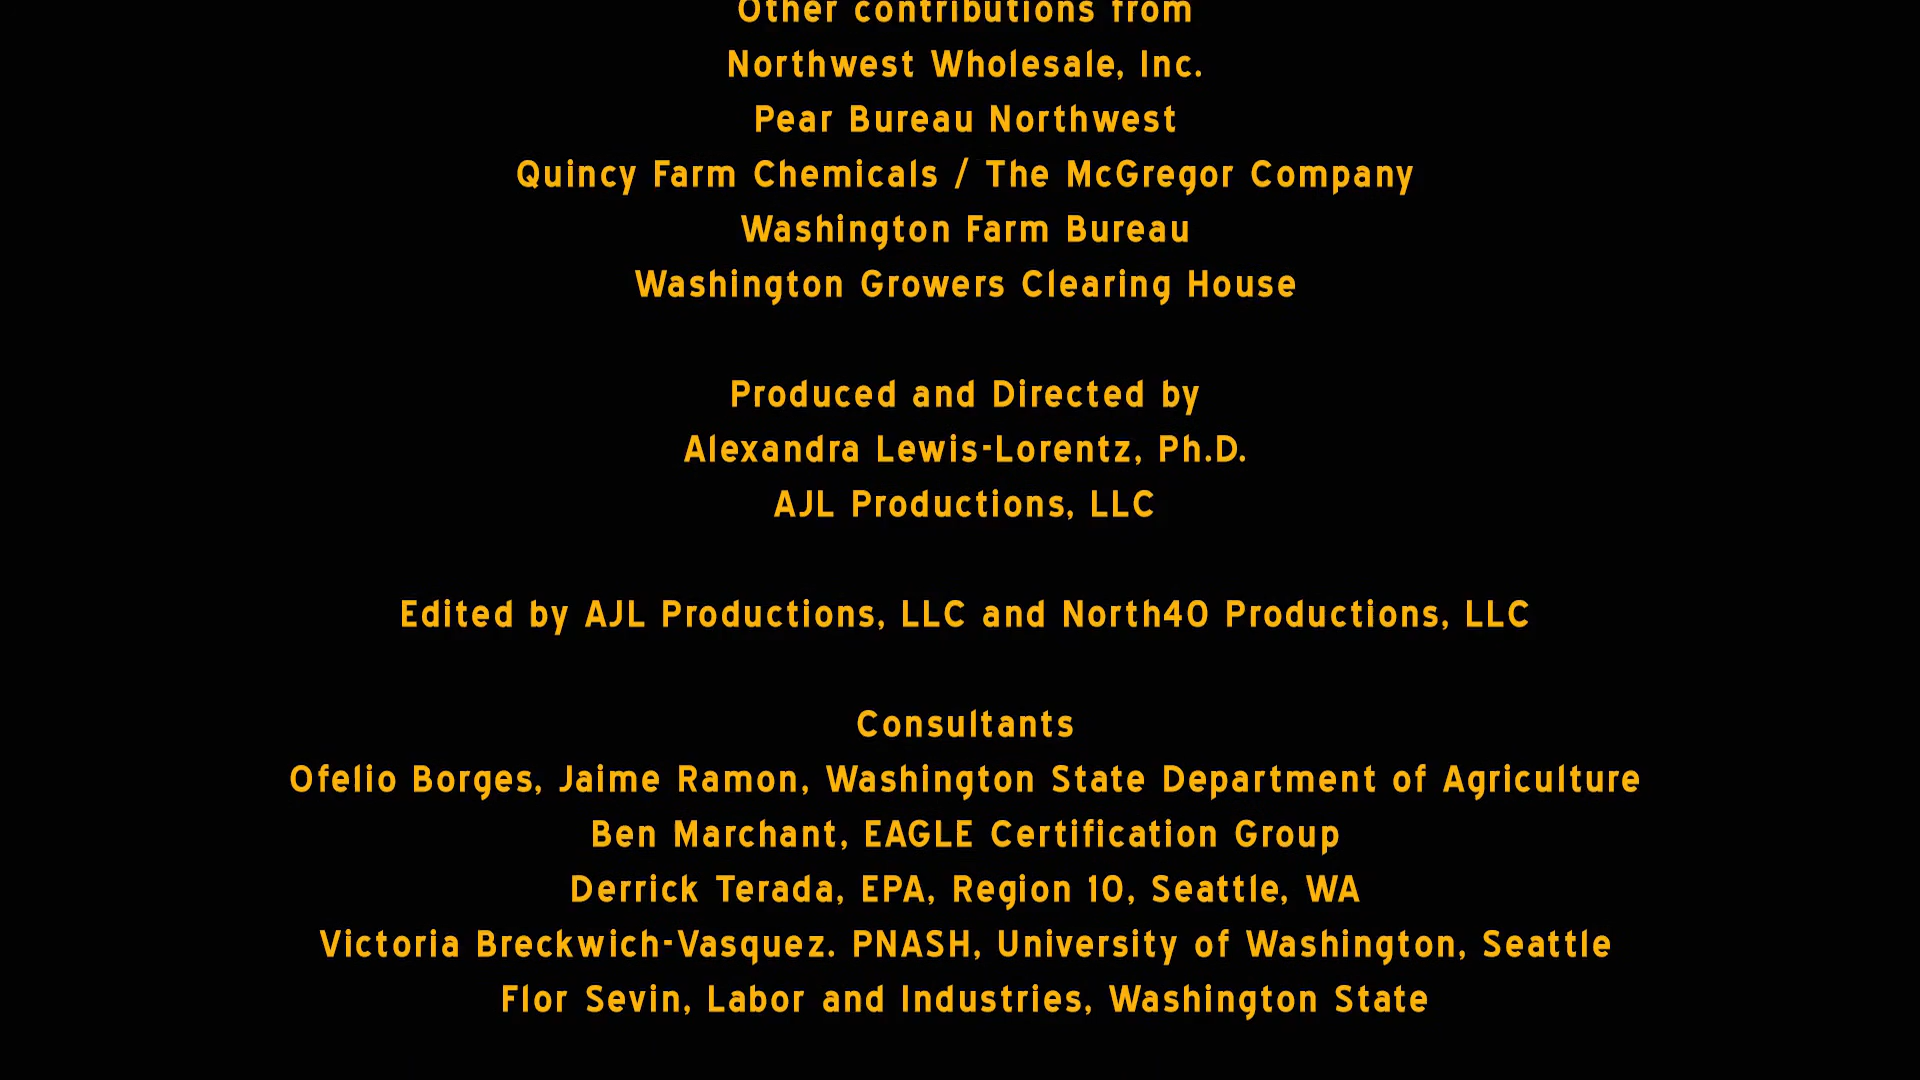 Other contributions from
Northwest Wholesale, Inc.
Pear Bureau Northwest
Quincy Farm Chemicals / The McGregor Company
Washington Farm Bureau
Washington Growers Clearing House
Produced and Directed by
Alexandra Lewis-Lorentz, Ph.D.
AJL Productions, LLC
Edited by AJL Productions, LLC and North40 Productions, LLC
Consultants
Ofelio Borges, Jaime Ramon, Washington State Department of Agriculture
Ben Marchant, EAGLE Certification Group
Derrick Terada, EPA, Region 10, Seattle, WA
Victoria Breckwich-Vasquez. PNASH, University of Washington, Seattle
Flor Sevin, Labor and Industries, Washington State